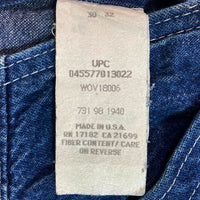 30 32
UPC
045577013022
WOV18006
731 98 1940
MADE IN U.S.A.
RN 17182 CA 21699
FIBER CONTENT/ CARE
ON REVERSE